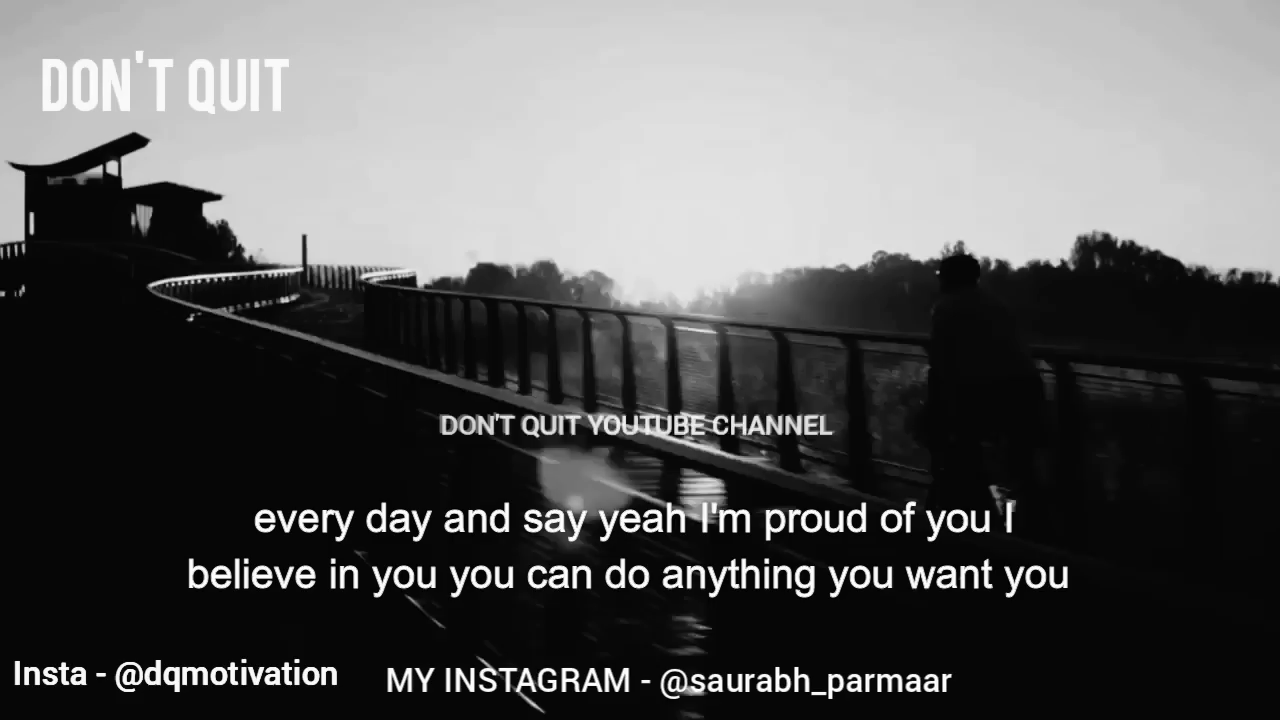 DON'T QUIT
DON'T QUIT YOUTUBE CHANNEL
every day and say yeah I'm proud of you I
believe in you you can do anything you want you
Insta - @dqmotivation
MY INSTAGRAM - @saurabh_parmaar